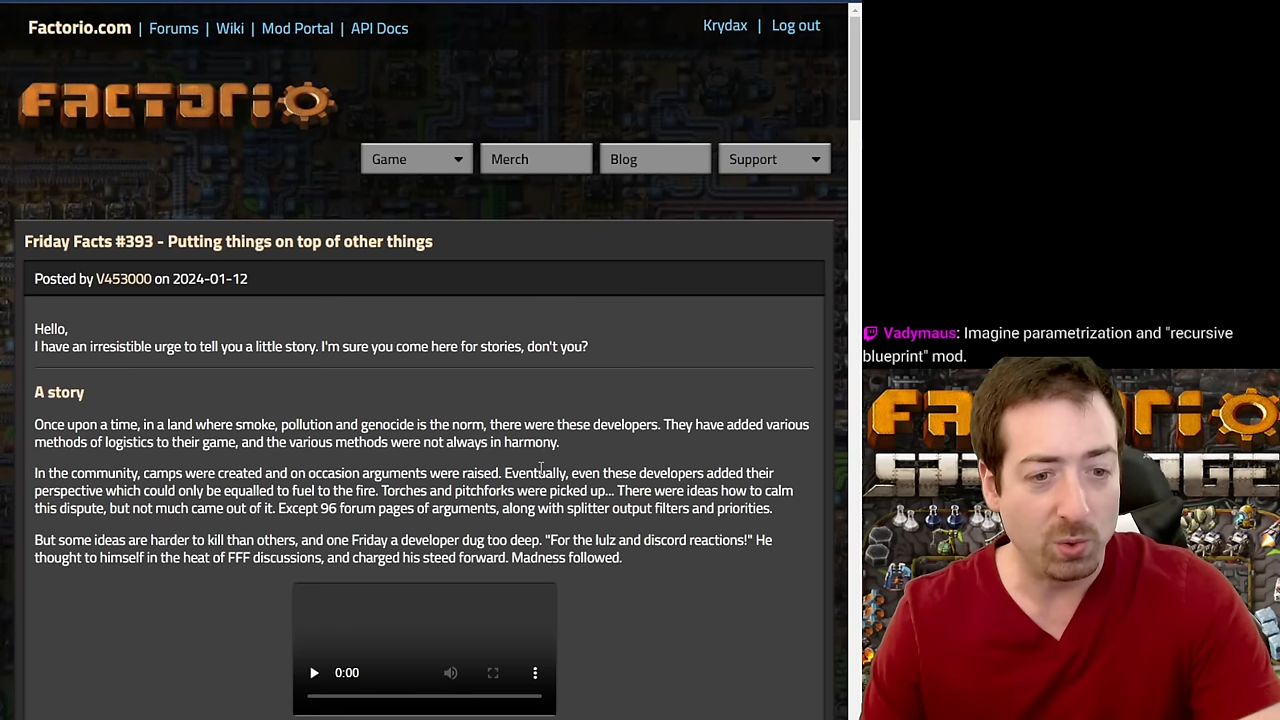 Factorio.com | Forums | Wiki | Mod Portal | API Docs
Krydax | Log out
FACTORIO
Game
Merch
Blog
Support
Friday Facts #393 - Putting things on top of other things
Posted by V453000 on 2024-01-12
Hello,
I have an irresistible urge to tell you a little story. I'm sure you come here for stories, don't you?
A story
Once upon a time, in a land where smoke, pollution and genocide is the norm, there were these developers. They have added various
methods of logistics to their game, and the various methods were not always in harmony.
In the community, camps were created and on occasion arguments were raised. Eventually, even these developers added their
perspective which could only be equalled to fuel to the fire. Torches and pitchforks were picked up... There were ideas how to calm
this dispute, but not much came out of it. Except 96 forum pages of arguments, along with splitter output filters and priorities.
But some ideas are harder to kill than others, and one Friday a developer dug too deep. "For the lulz and discord reactions!" He
thought to himself in the heat of FFF discussions, and charged his steed forward. Madness followed.
0:00
Vadymaus: Imagine parametrization and "recursive
blueprint" mod.